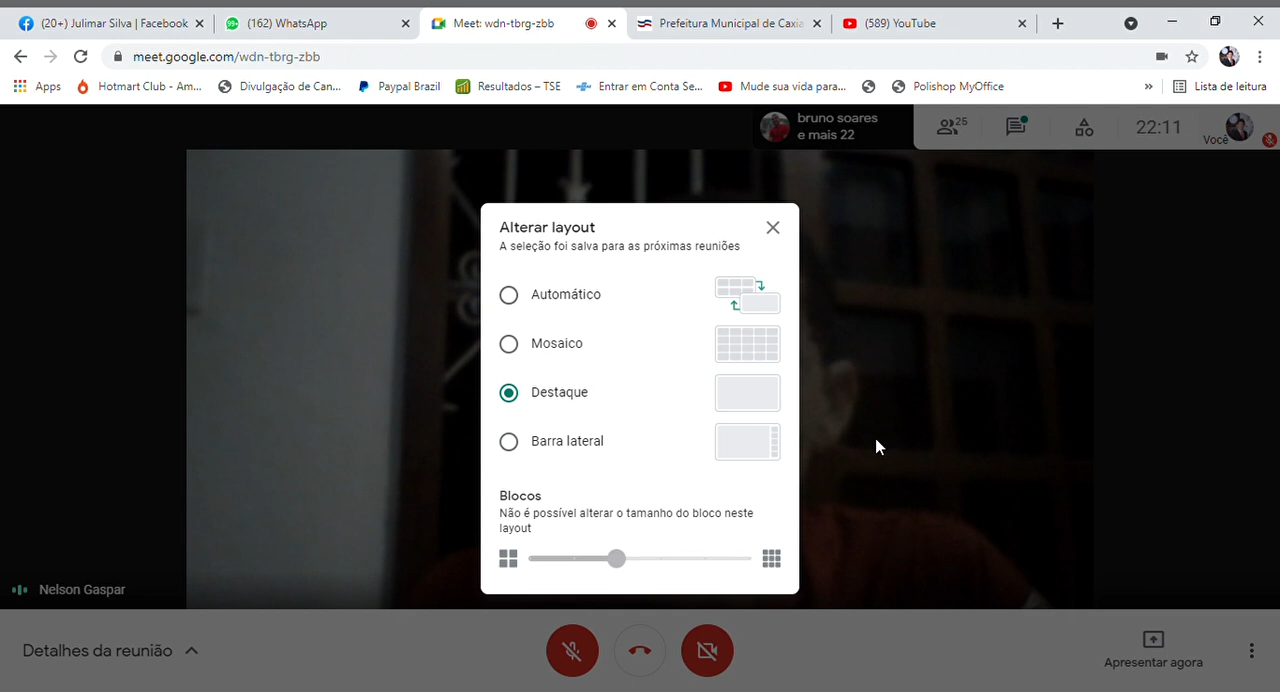 (20+) Julimar Silva | Facebook
99+
(162) WhatsApp
Meet: wdn-tbrg-zbb
Prefeitura Municipal de Caxia
(589) YouTube
meet.google.com/wdn-tbrg-zbb
Apps
Hotmart Club - Am...
Divulgação de Can...
Paypal Brazil
Resultados – TSE
Entrar em Conta Se...
Mude sua vida para...
Polishop MyOffice
»
Lista de leitura
bruno soares
e mais 22
25
22:11
Você
Alterar layout
A seleção foi salva para as próximas reuniões
Automático
Mosaico
Destaque
Barra lateral
Blocos
Não é possível alterar o tamanho do bloco neste
layout
Nelson Gaspar
Detalhes da reunião
Apresentar agora